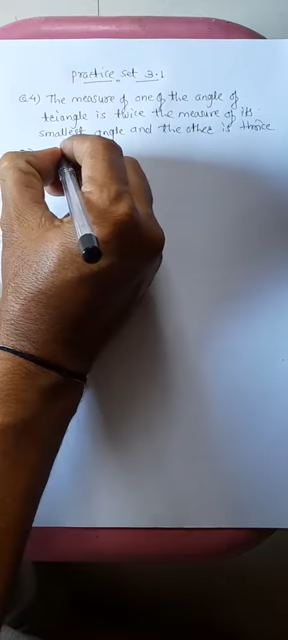 practice set 3.1
Q.4) The measure of one of the angle of
triangle is twice the measure of its
smallest angle and the other is thrice